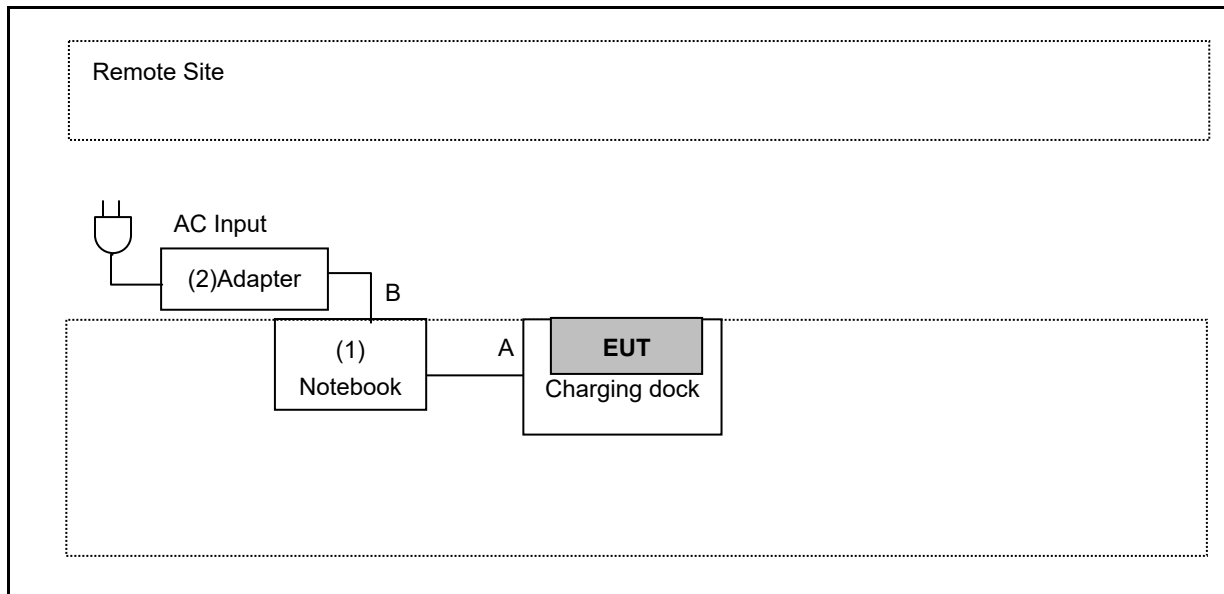 Remote Site
AC Input
(2)Adapter
B
(1)
Notebook
A
EUT
Charging dock